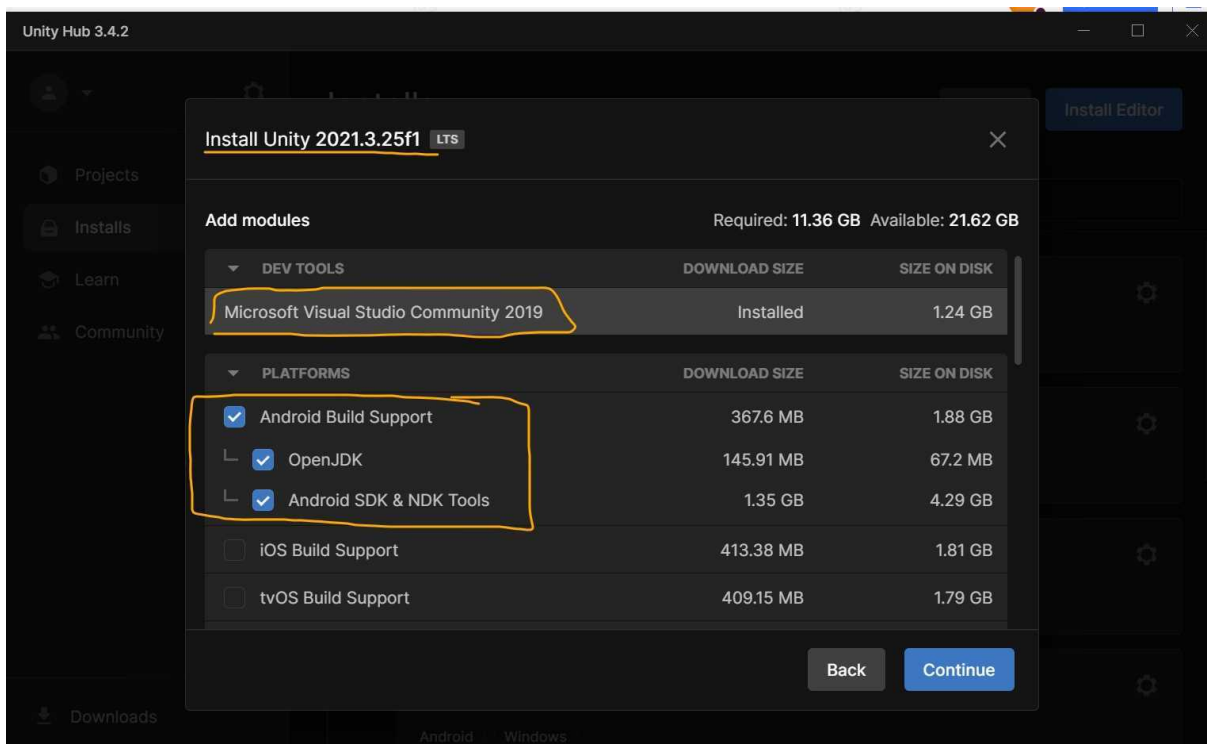 Unity Hub 3.4.2
Install Editor
Install Unity 2021.3.25f1 LTS
Projects
Add modules Required: 11.36 GB Available: 21.62 GB
Installs
DEV TOOLS DOWNLOAD SIZE SIZE ON DISK
Learn
Microsoft Visual Studio Community 2019 Installed 1.24 GB
Community
PLATFORMS DOWNLOAD SIZE SIZE ON DISK
Android Build Support 367.6 MB 1.88 GB
OpenJDK 145.91 MB 67.2 MB
Android SDK & NDK Tools 1.35 GB 4.29 GB
iOS Build Support 413.38 MB 1.81 GB
tvOS Build Support 409.15 MB 1.79 GB
Back Continue
Downloads
Android Windows